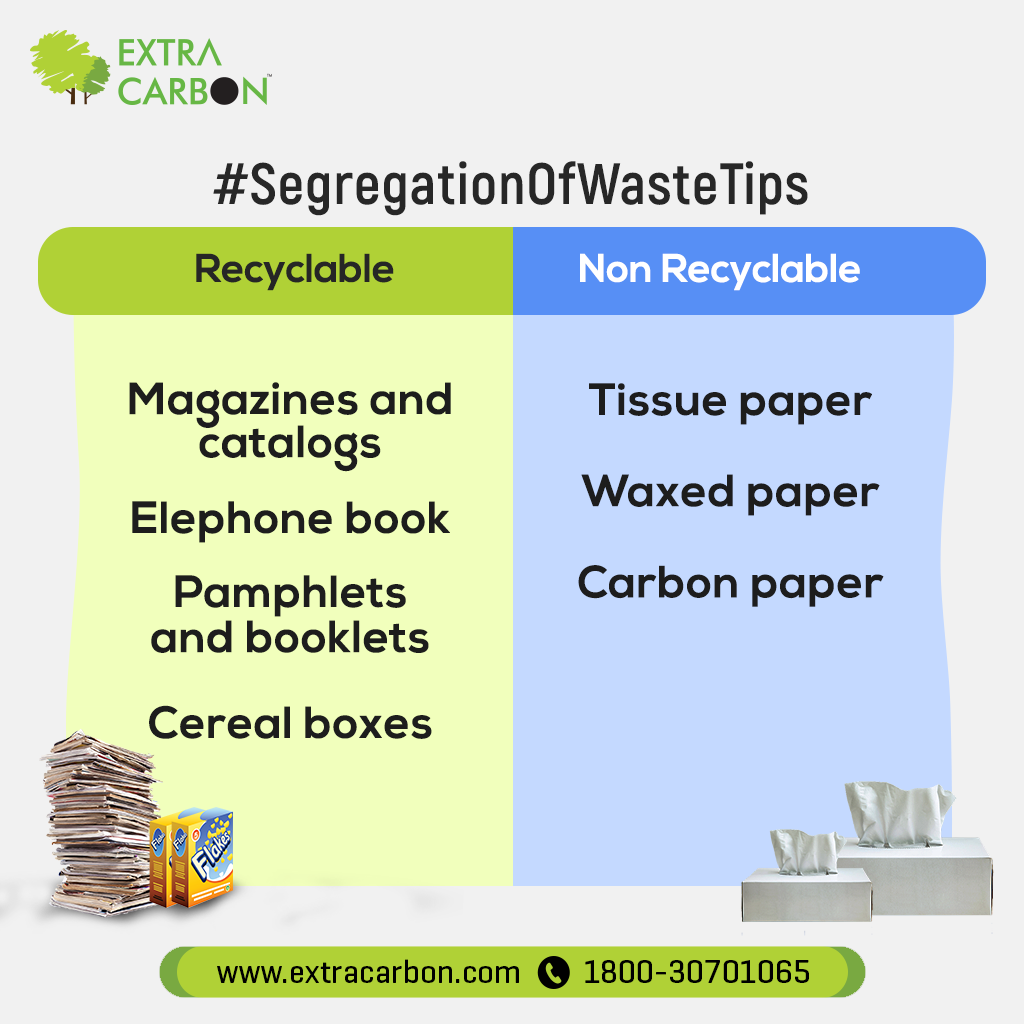 EXTRA
CARBON™
#SegregationOfWasteTips
Recyclable
Non Recyclable
Magazines and
catalogs
Elephone book
Pamphlets
and booklets
Cereal boxes
Tissue paper
Waxed paper
Carbon paper
Flakes
www.extracarbon.com 1800-30701065